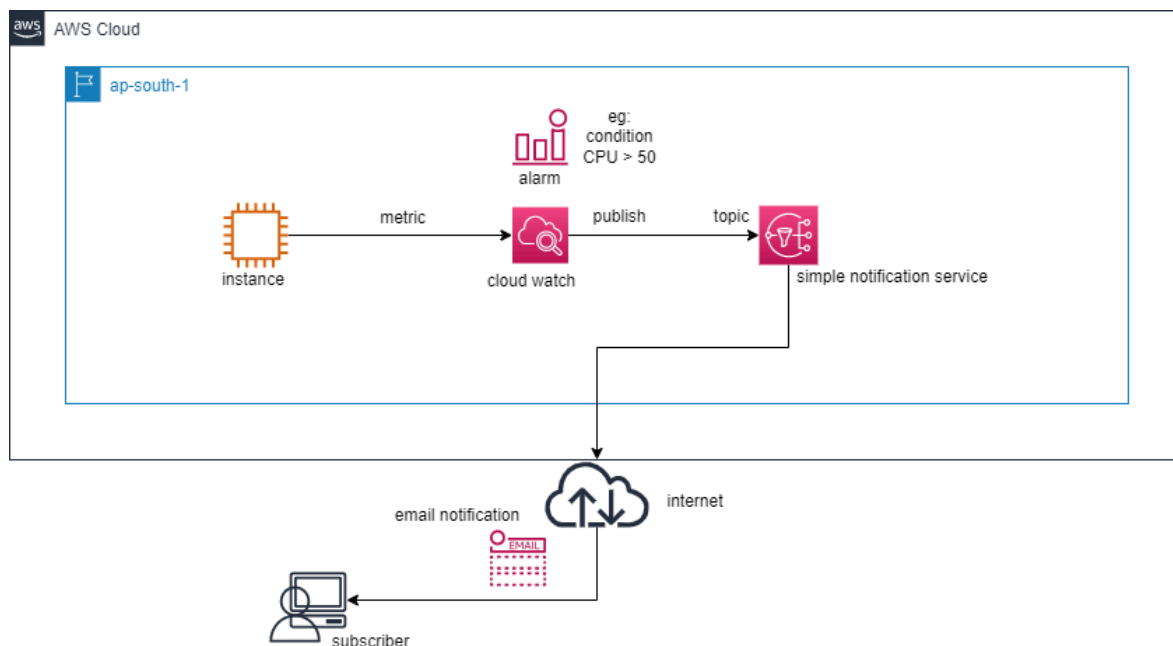 aws
AWS Cloud
ap-south-1
eg:
condition
CPU > 50
alarm
metric
publish
topic
instance
cloud watch
simple notification service
internet
email notification
EMAIL
subscriber